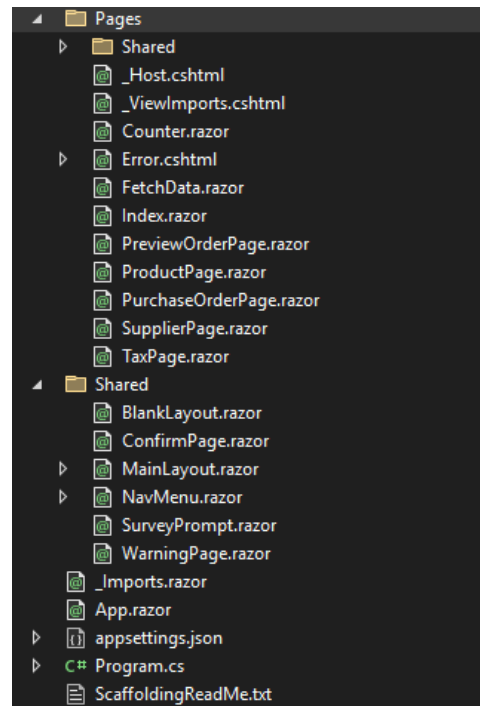 Pages
Shared
_Host.cshtml
_ViewImports.cshtml
Counter.razor
Error.cshtml
FetchData.razor
Index.razor
PreviewOrderPage.razor
ProductPage.razor
PurchaseOrderPage.razor
SupplierPage.razor
TaxPage.razor
Shared
BlankLayout.razor
ConfirmPage.razor
MainLayout.razor
NavMenu.razor
SurveyPrompt.razor
WarningPage.razor
_Imports.razor
App.razor
appsettings.json
C# Program.cs
ScaffoldingReadMe.txt